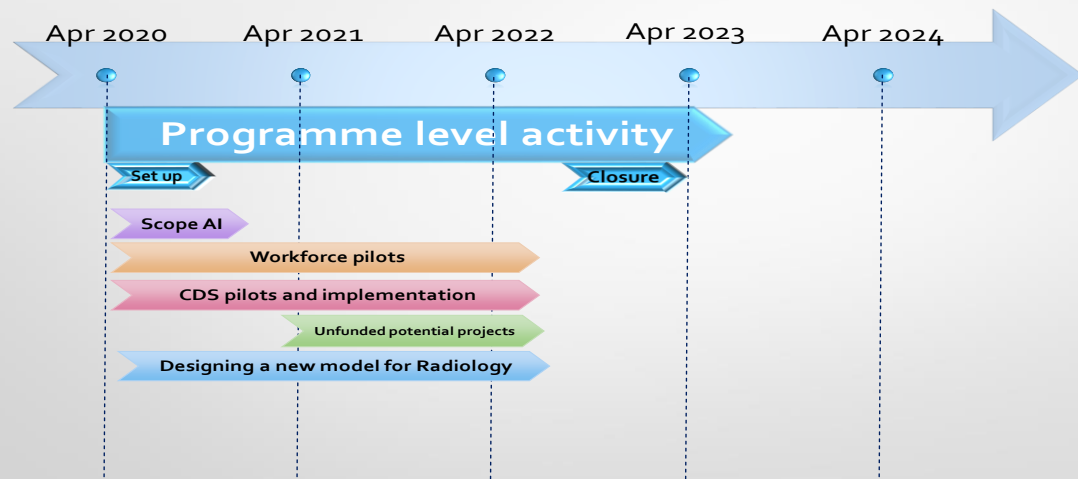 Apr 2020 Apr 2021 Apr 2022 Apr 2023 Apr 2024
Programme level activity
Set up Closure
Scope AI
Workforce pilots
CDS pilots and implementation
Unfunded potential projects
Designing a new model for Radiology